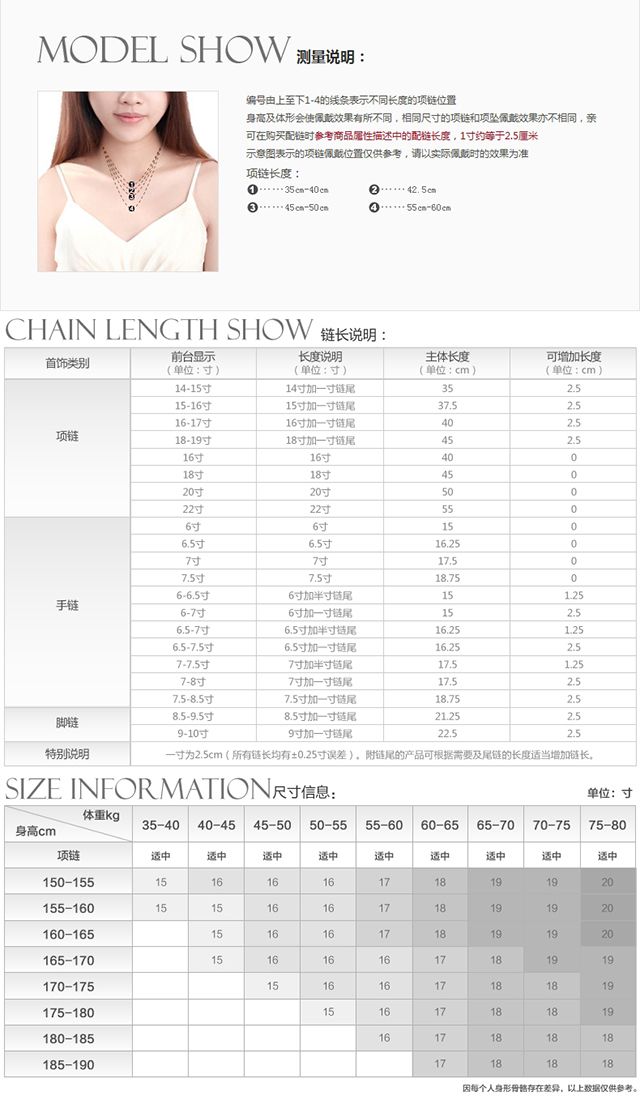 MODEL SHOW 测量说明：
编号由上至下1-4的线条表示不同长度的项链位置
身高及体形会使佩戴效果有所不同，相同尺寸的项链和项坠佩戴效果亦不相同，亲
可在购买配链时参考商品属性描述中的配链长度，1寸约等于2.5厘米
示意图表示的项链佩戴位置仅供参考，请以实际佩戴时的效果为准
项链长度：
1 ······35cm-40cm 2 ······ 42.5cm
3 ······45cm-50cm 4 ······55cm-60cm
1
2
3
4
CHAIN LENGTH SHOW 链长说明：
首饰类别 前台显示 长度说明 主体长度 可增加长度
（单位：寸） （单位：寸） （单位：cm） （单位：cm）
14-15寸 14寸加一寸链尾 35 2.5
15-16寸 15寸加一寸链尾 37.5 2.5
16-17寸 16寸加一寸链尾 40 2.5
项链 18-19寸 18寸加一寸链尾 45 2.5
16寸 16寸 40 0
18寸 18寸 45 0
20寸 20寸 50 0
22寸 22寸 55 0
6寸 6寸 15 0
6.5寸 6.5寸 16.25 0
7寸 7寸 17.5 0
7.5寸 7.5寸 18.75 0
手链 6-6.5寸 6寸加半寸链尾 15 1.25
6-7寸 6寸加一寸链尾 15 2.5
6.5-7寸 6.5寸加半寸链尾 16.25 1.25
6.5-7.5寸 6.5寸加一寸链尾 16.25 2.5
7-7.5寸 7寸加半寸链尾 17.5 1.25
7-8寸 7寸加一寸链尾 17.5 2.5
7.5-8.5寸 7.5寸加一寸链尾 18.75 2.5
脚链 8.5-9.5寸 8.5寸加一寸链尾 21.25 2.5
9-10寸 9寸加一寸链尾 22.5 2.5
特别说明 一寸为2.5cm（所有链长均有±0.25寸误差）。附链尾的产品可根据需要及尾链的长度适当增加链长。
SIZE INFORMATION尺寸信息： 单位：寸
体重kg 35-40 40-45 45-50 50-55 55-60 60-65 65-70 70-75 75-80
身高cm
项链 适中 适中 适中 适中 适中 适中 适中 适中 适中
150-155 15 16 16 16 17 18 19 19 20
155-160 15 15 16 16 17 18 19 19 20
160-165 15 16 16 17 18 19 19 20
165-170 15 16 16 17 17 18 19 19
170-175 15 16 16 17 18 18 19
175-180 15 16 17 18 18 19
180-185 16 17 18 18 18
185-190 17 18 18 18
因每个人身形骨骼存在差异，以上数据仅供参考。